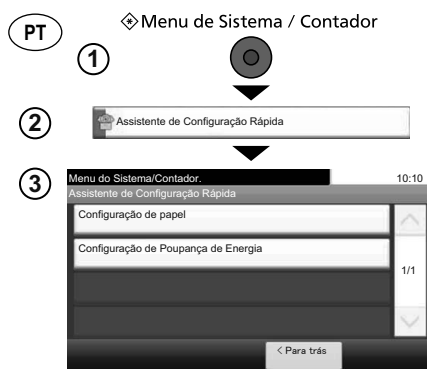 PT
Menu de Sistema / Contador
1
2
Assistente de Configuração Rápida
3
Menu do Sistema/Contador.
10:10
Assistente de Configuração Rápida
Configuração de papel
Configuração de Poupança de Energia
1/1
< Para trás